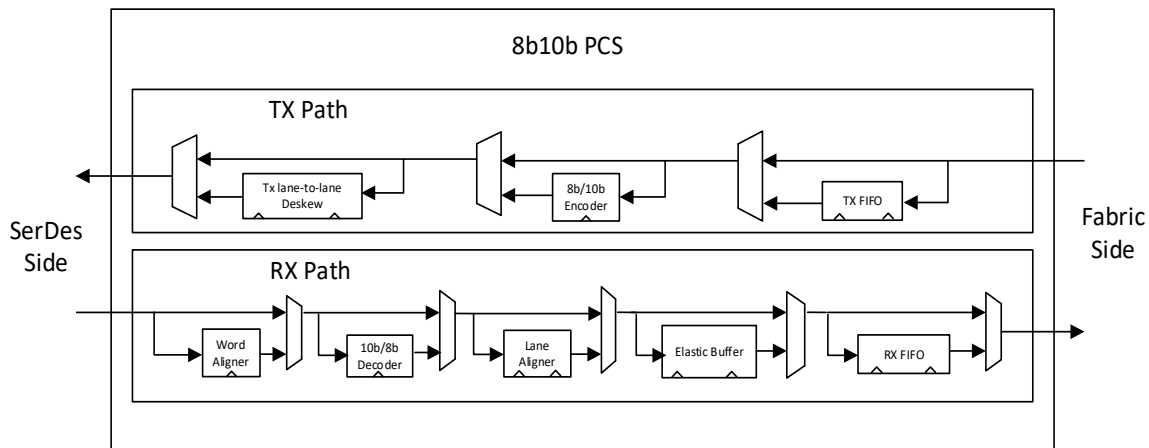 8b10b PCS
TX Path
Tx lane-to-lane
Deskew
8b/10b
Encoder
TX FIFO
SerDes
Side
Fabric
Side
RX Path
Word
Aligner
10b/8b
Decoder
Lane
Aligner
Elastic Buffer
RX FIFO